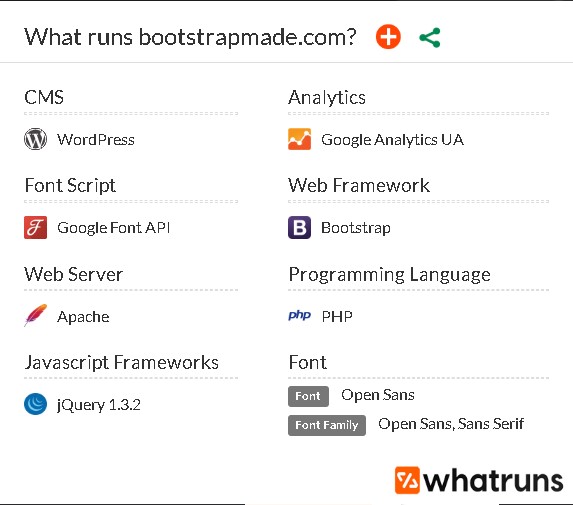 What runs bootstrapmade.com?
CMS
WordPress
Analytics
Google Analytics UA
Font Script
Google Font API
Web Framework
B
Bootstrap
Web Server
Apache
Programming Language
php PHP
Javascript Frameworks
jQuery 1.3.2
Font
Font Open Sans
Font Family Open Sans, Sans Serif
whatruns